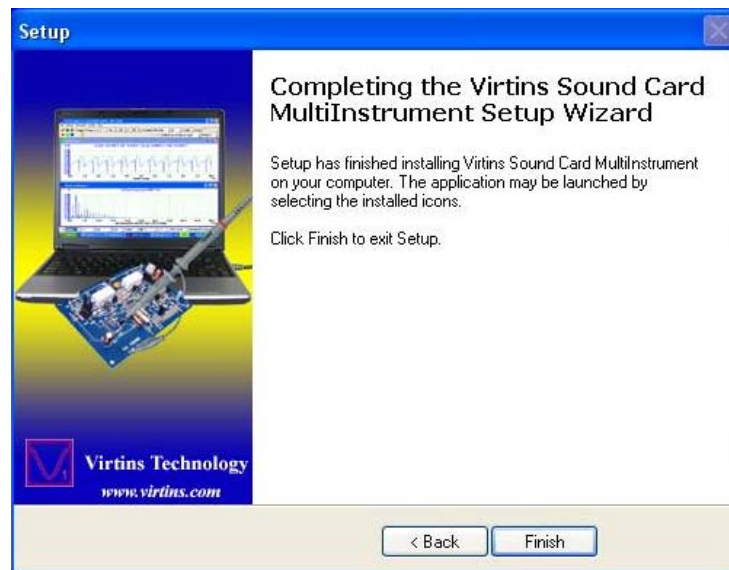 Setup
Completing the Virtins Sound Card
MultiInstrument Setup Wizard
Setup has finished installing Virtins Sound Card MultiInstrument
on your computer. The application may be launched by
selecting the installed icons.
Click Finish to exit Setup.
Virtins Technology
www.virtins.com
< Back
Finish